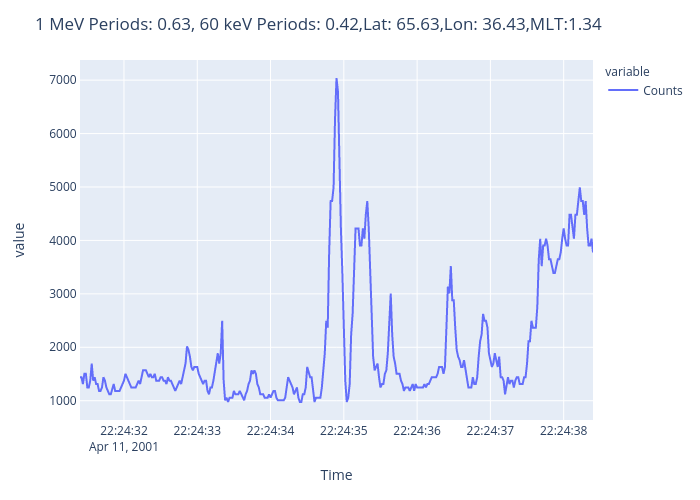 1 MeV Periods: 0.63, 60 keV Periods: 0.42,Lat: 65.63,Lon: 36.43,MLT:1.34
variable
Counts
7000
6000
5000
4000
3000
2000
1000
value
22:24:32 22:24:33 22:24:34 22:24:35 22:24:36 22:24:37 22:24:38
Apr 11, 2001
Time